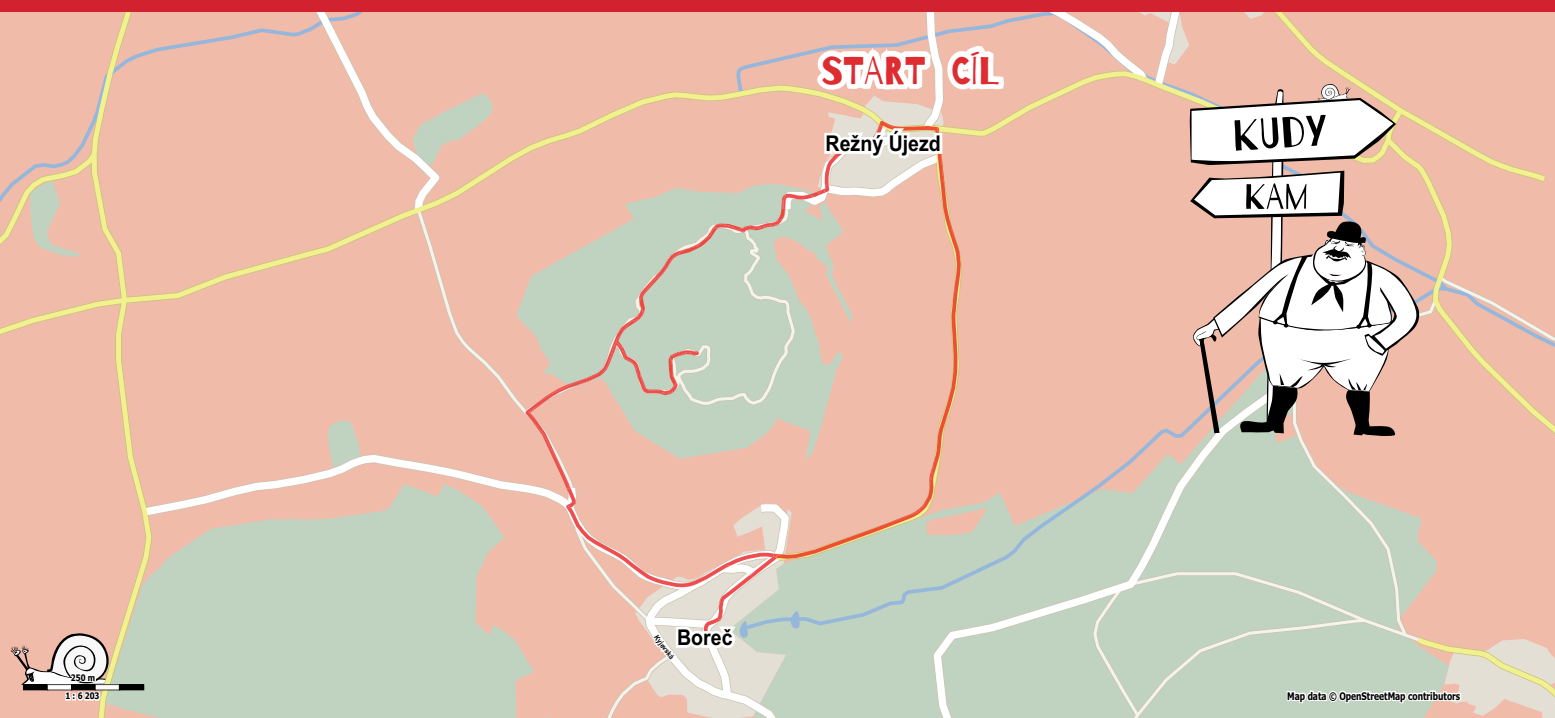 START CÍL
KUDY
Režný Újezd
KAM
Boreč
Kyjevská
250 m
1 : 6 203
Map data © OpenStreetMap contributors